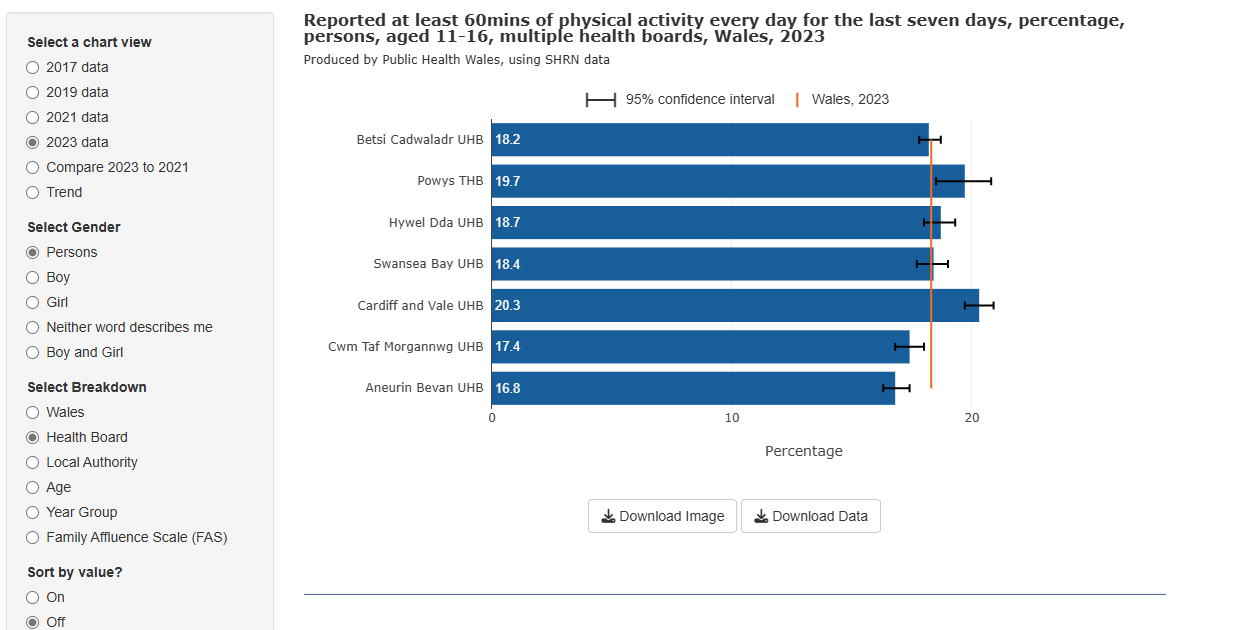 Select a chart view
2017 data
2019 data
2021 data
2023 data
Compare 2023 to 2021
Trend
Select Gender
Persons
Boy
Girl
Neither word describes me
Boy and Girl
Select Breakdown
Wales
Health Board
Local Authority
Age
Year Group
Family Affluence Scale (FAS)
Sort by value?
On
Off
Reported at least 60mins of physical activity every day for the last seven days, percentage,
persons, aged 11-16, multiple health boards, Wales, 2023
Produced by Public Health Wales, using SHRN data
95% confidence interval Wales, 2023
Betsi Cadwaladr UHB 18.2
Powys THB 19.7
Hywel Dda UHB 18.7
Swansea Bay UHB 18.4
Cardiff and Vale UHB 20.3
Cwm Taf Morgannwg UHB 17.4
Aneurin Bevan UHB 16.8
0 10 20
Percentage
Download Image Download Data